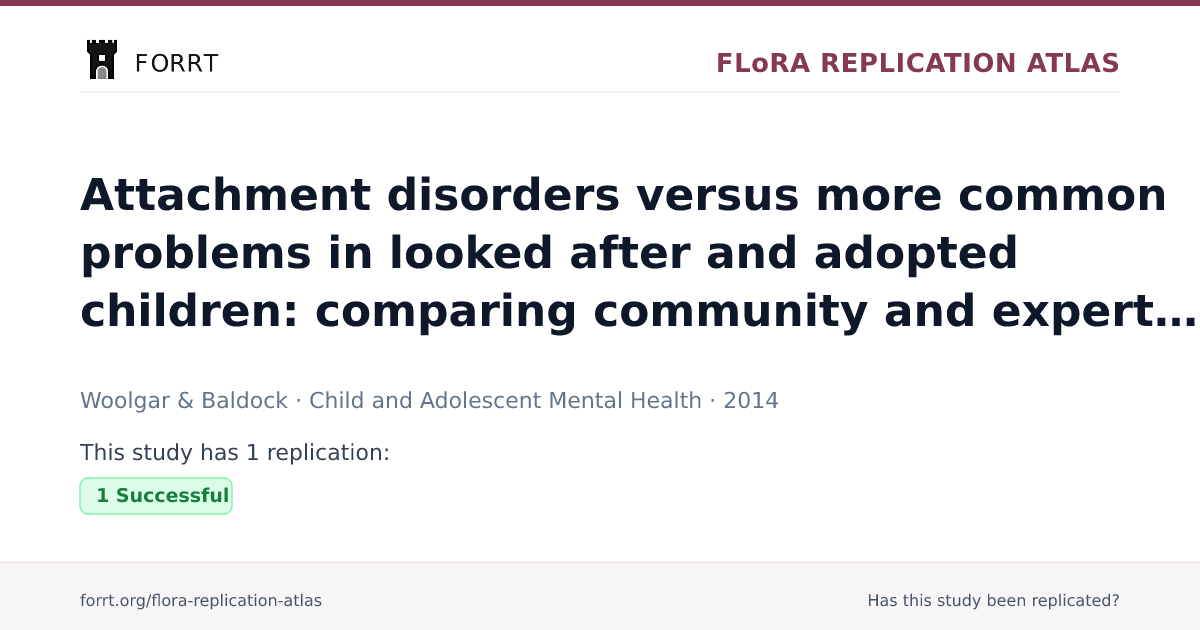 FORRT
FLoRA REPLICATION ATLAS
Attachment disorders versus more common
problems in looked after and adopted
children: comparing community and expert…
Woolgar & Baldock · Child and Adolescent Mental Health · 2014
This study has 1 replication:
1 Successful
forrt.org/flora-replication-atlas
Has this study been replicated?